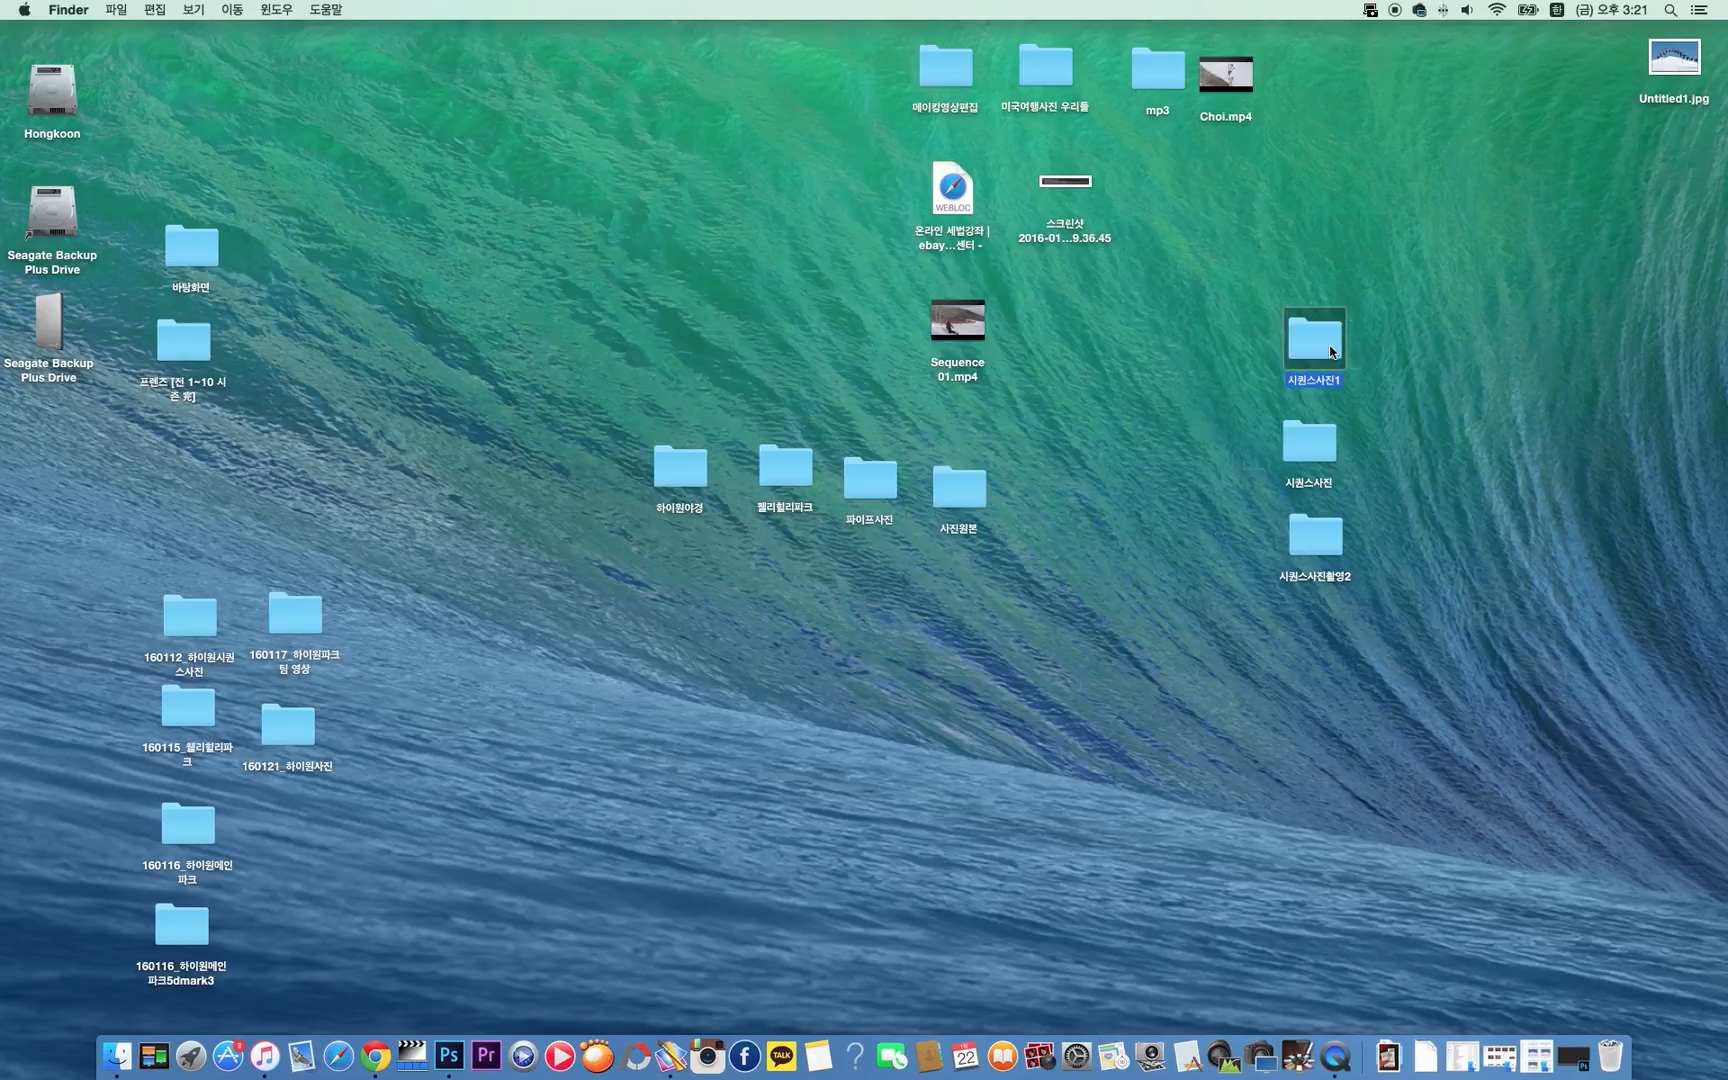 Finder 파일 편집 보기 이동 윈도우 도움말
(금) 오후 3:21
Hongkoon
Seagate Backup
Plus Drive
Seagate Backup
Plus Drive
바탕화면
프렌즈 [전 1~10 시
즌 完]
메이킹영상편집
미국여행사진 우리들
mp3
Choi.mp4
Untitled1.jpg
WEBLOC
온라인 세법강좌 |
ebay...센터 -
스크린샷
2016-01...9.36.45
Sequence
01.mp4
시퀀스사진1
시퀀스사진
시퀀스사진촬영2
하이원야경
웰리힐리파크
파이프사진
사진원본
160112_하이원시퀀
스사진
160117_하이원파크
팀 영상
160115_웰리힐리파
크
160121_하이원사진
160116_하이원메인
파크
160116_하이원메인
파크5dmark3
3
Ps
Pr
TALK
22